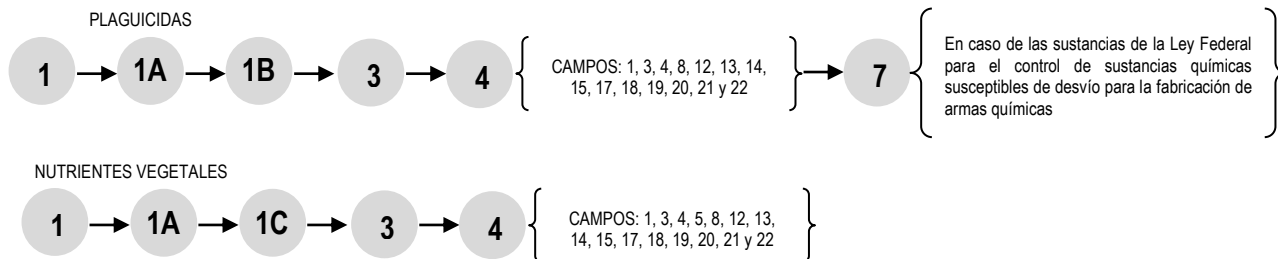 PLAGUICIDAS
1
1A
1B
3
4
CAMPOS: 1, 3, 4, 8, 12, 13, 14,
15, 17, 18, 19, 20, 21 y 22
7
En caso de las sustancias de la Ley Federal
para el control de sustancias químicas
susceptibles de desvío para la fabricación de
armas químicas
NUTRIENTES VEGETALES
1
1A
1C
3
4
CAMPOS: 1, 3, 4, 5, 8, 12, 13,
14, 15, 17, 18, 19, 20, 21 y 22